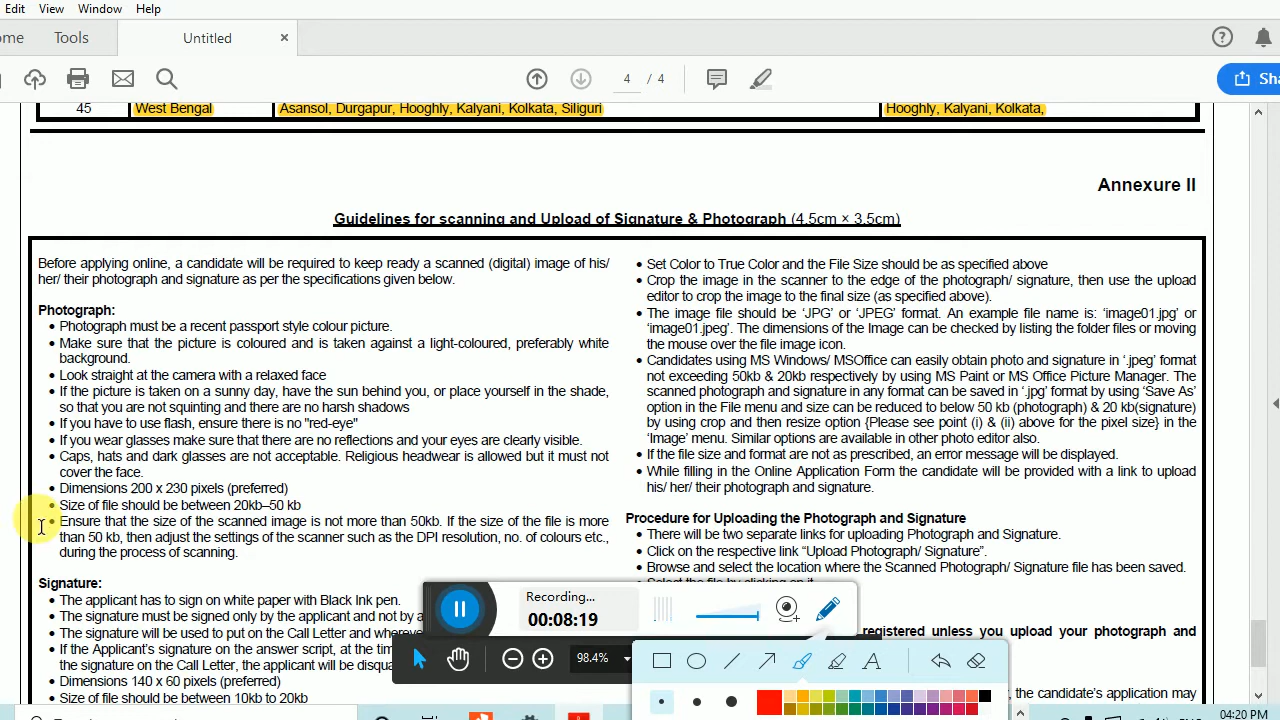 Edit View Window Help
ome Tools Untitled ×
4 / 4
Sha
45 West Bengal Asansol, Durgapur, Hooghly, Kalyani, Kolkata, Siliguri Hooghly, Kalyani, Kolkata,
Annexure II
Guidelines for scanning and Upload of Signature & Photograph (4.5cm × 3.5cm)
Before applying online, a candidate will be required to keep ready a scanned (digital) image of his/
her/ their photograph and signature as per the specifications given below.
Photograph:
• Photograph must be a recent passport style colour picture.
• Make sure that the picture is coloured and is taken against a light-coloured, preferably white
background.
• Look straight at the camera with a relaxed face
• If the picture is taken on a sunny day, have the sun behind you, or place yourself in the shade,
so that you are not squinting and there are no harsh shadows
• If you have to use flash, ensure there is no "red-eye"
• If you wear glasses make sure that there are no reflections and your eyes are clearly visible.
• Caps, hats and dark glasses are not acceptable. Religious headwear is allowed but it must not
cover the face.
• Dimensions 200 x 230 pixels (preferred)
• Size of file should be between 20kb–50 kb
• Ensure that the size of the scanned image is not more than 50kb. If the size of the file is more
than 50 kb, then adjust the settings of the scanner such as the DPI resolution, no. of colours etc.,
during the process of scanning.
Signature:
• The applicant has to sign on white paper with Black Ink pen.
• The signature must be signed only by the applicant and not by a
• The signature will be used to put on the Call Letter and wherev
• If the Applicant's signature on the answer script, at the tim
the signature on the Call Letter, the applicant will be disqua
• Dimensions 140 x 60 pixels (preferred)
• Size of file should be between 10kb to 20kb
• Set Color to True Color and the File Size should be as specified above
• Crop the image in the scanner to the edge of the photograph/ signature, then use the upload
editor to crop the image to the final size (as specified above).
• The image file should be 'JPG' or 'JPEG' format. An example file name is: 'image01.jpg' or
'image01.jpeg'. The dimensions of the Image can be checked by listing the folder files or moving
the mouse over the file image icon.
• Candidates using MS Windows/ MSOffice can easily obtain photo and signature in '.jpeg' format
not exceeding 50kb & 20kb respectively by using MS Paint or MS Office Picture Manager. The
scanned photograph and signature in any format can be saved in '.jpg' format by using 'Save As'
option in the File menu and size can be reduced to below 50 kb (photograph) & 20 kb(signature)
by using crop and then resize option {Please see point (i) & (ii) above for the pixel size} in the
'Image' menu. Similar options are available in other photo editor also.
• If the file size and format are not as prescribed, an error message will be displayed.
• While filling in the Online Application Form the candidate will be provided with a link to upload
his/ her/ their photograph and signature.
Procedure for Uploading the Photograph and Signature
• There will be two separate links for uploading Photograph and Signature.
• Click on the respective link “Upload Photograph/ Signature”.
• Browse and select the location where the Scanned Photograph/ Signature file has been saved.
• Select the file by clicking on it
registered unless you upload your photograph and
, the candidate's application may
Recording...
00:08:19
98.4%
04:20 PM